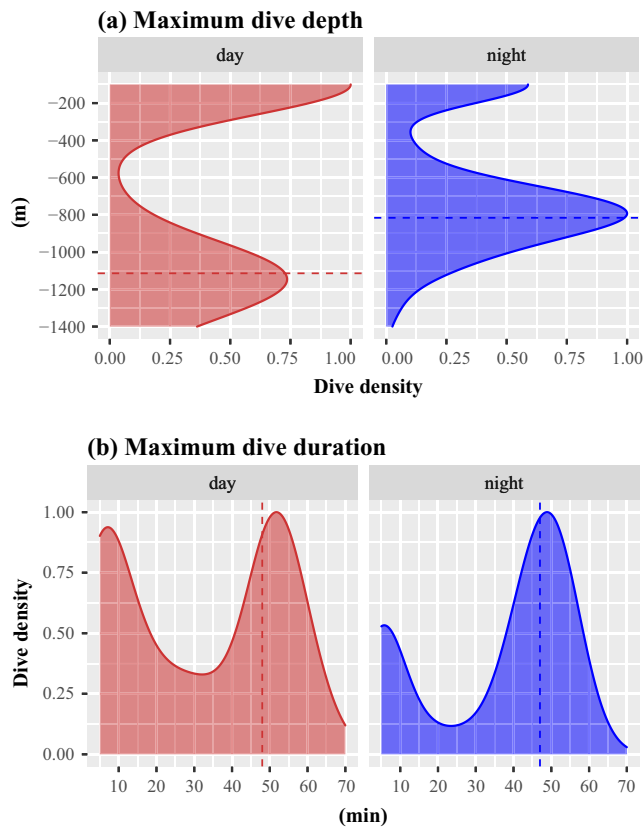 (a) Maximum dive depth
day night
−200
−400
−600
−800
−1000
−1200
−1400
(m)
0.00 0.25 0.50 0.75 1.00 0.00 0.25 0.50 0.75 1.00
Dive density
(b) Maximum dive duration
day night
1.00
0.75
0.50
0.25
0.00
Dive density
10 20 30 40 50 60 70 10 20 30 40 50 60 70
(min)